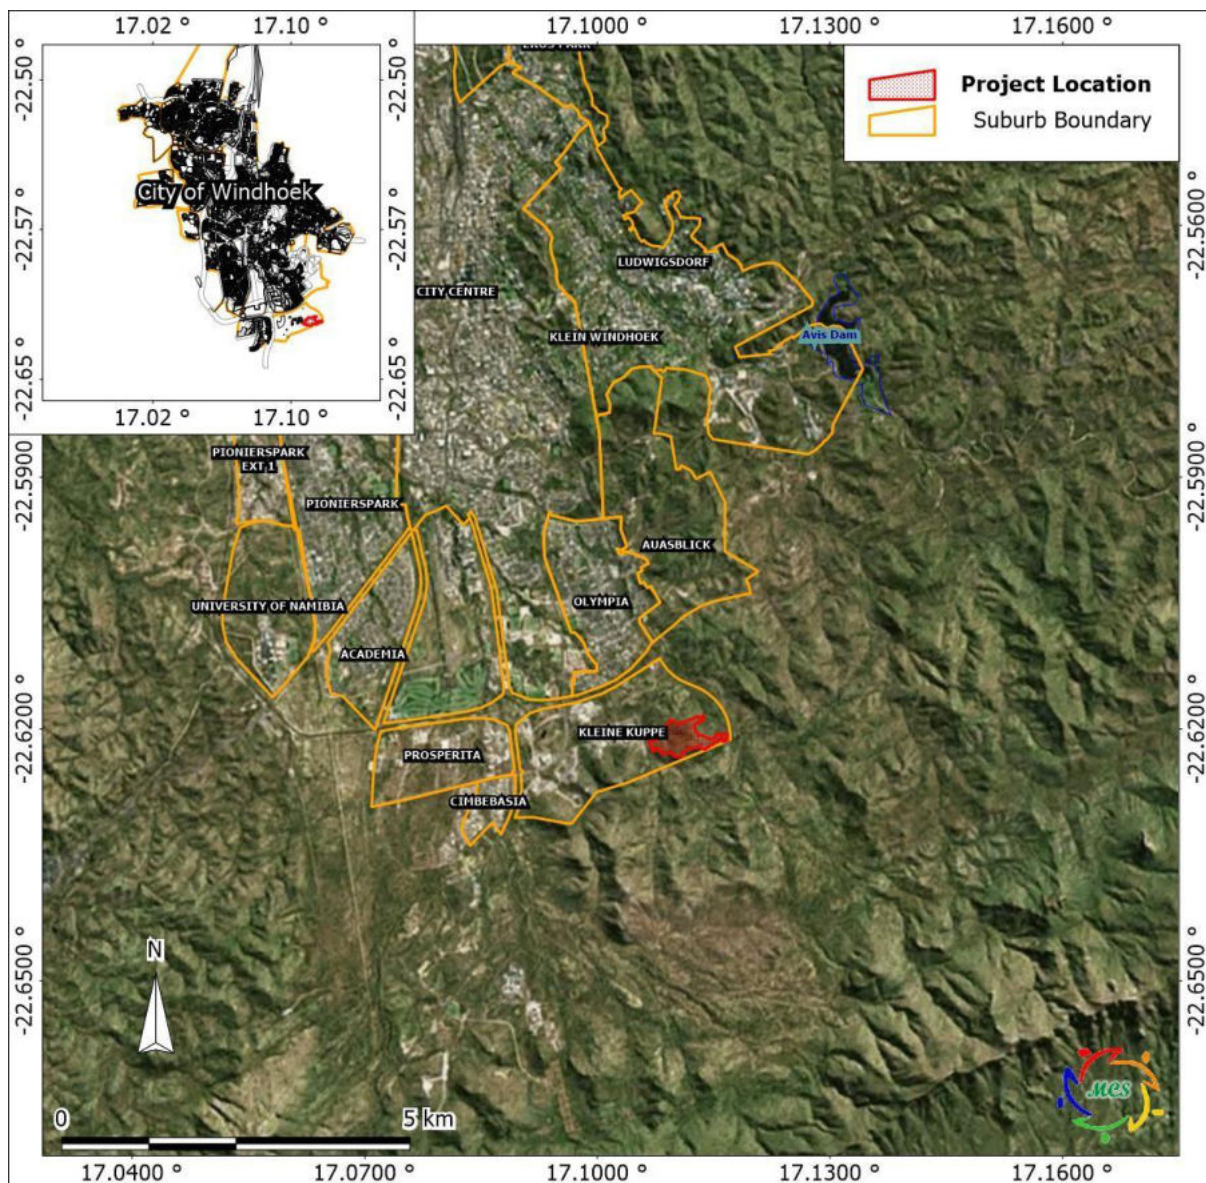 17.1000 °
17.1300 °
17.1600 °
17.02 °
17.10 °
-22.50 °
-22.57 °
-22.65 °
-22.50 °
-22.57 °
-22.65 °
City of Windhoek
17.02 °
17.10 °
Project Location
Suburb Boundary
EROS PARK
LUDWIGSDORF
CITY CENTRE
KLEIN WINDHOEK
Avis Dam
PIONIERSPARK
EXT 1
PIONIERSPARK
AUASBLICK
UNIVERSITY OF NAMIBIA
OLYMPIA
ACADEMIA
KLEINE KUPPE
PROSPERITA
CIMBEBASIA
-22.5900 °
-22.6200 °
-22.6500 °
-22.5600 °
-22.5900 °
-22.6200 °
-22.6500 °
N
MCS
0
5 km
17.0400 °
17.0700 °
17.1000 °
17.1300 °
17.1600 °